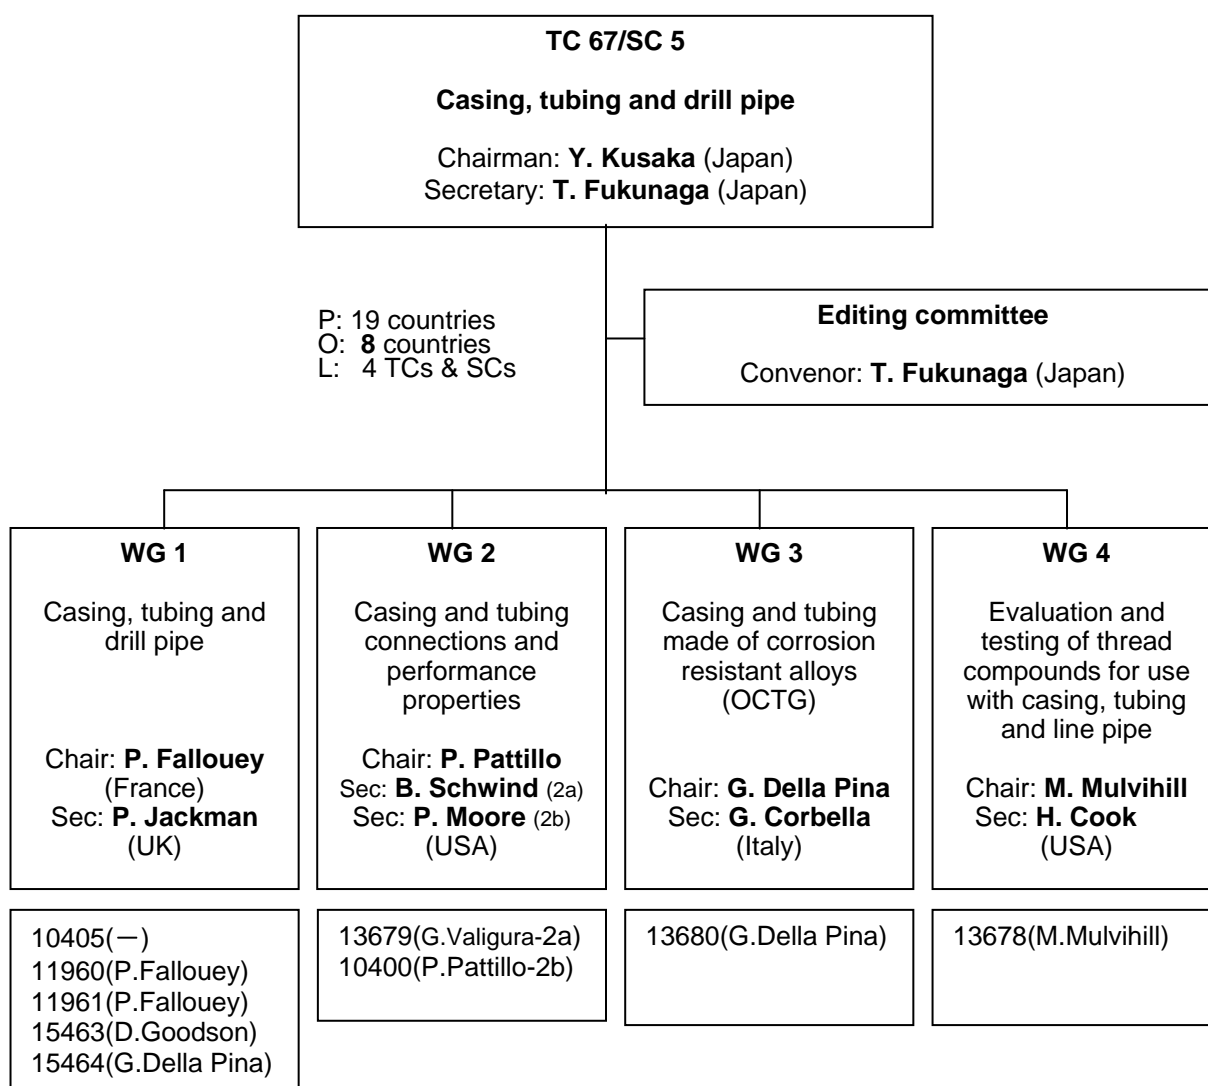 TC 67/SC 5
Casing, tubing and drill pipe
Chairman: Y. Kusaka (Japan)
Secretary: T. Fukunaga (Japan)
P: 19 countries
O: 8 countries
L: 4 TCs & SCs
Editing committee
Convenor: T. Fukunaga (Japan)
WG 1
Casing, tubing and
drill pipe
Chair: P. Fallouey
(France)
Sec: P. Jackman
(UK)
WG 2
Casing and tubing
connections and
performance
properties
Chair: P. Pattillo
Sec: B. Schwind (2a)
Sec: P. Moore (2b)
(USA)
WG 3
Casing and tubing
made of corrosion
resistant alloys
(OCTG)
Chair: G. Della Pina
Sec: G. Corbella
(Italy)
WG 4
Evaluation and
testing of thread
compounds for use
with casing, tubing
and line pipe
Chair: M. Mulvihill
Sec: H. Cook
(USA)
10405(－)
11960(P.Fallouey)
11961(P.Fallouey)
15463(D.Goodson)
15464(G.Della Pina)
13679(G.Valigura-2a)
10400(P.Pattillo-2b)
13680(G.Della Pina)
13678(M.Mulvihill)